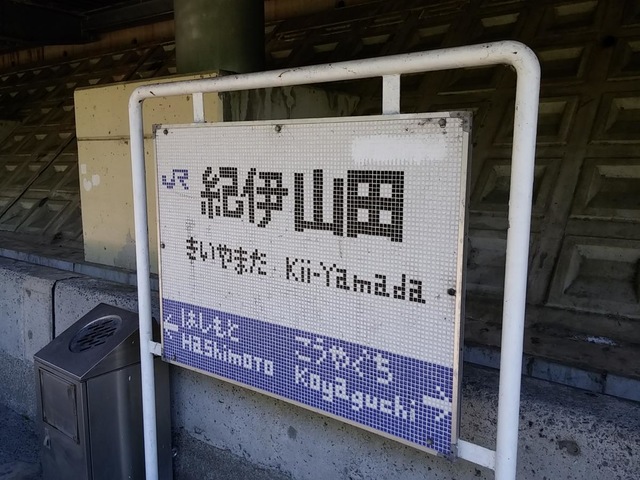 JR 紀伊山田
きいやまだ Kii-Yamada
←はしもと
Hashimoto
こうやぐち
Koyaguchi→